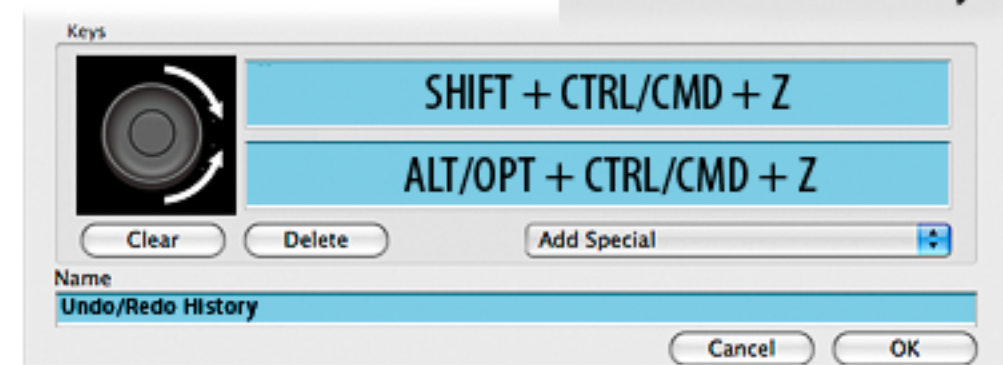 Keys
SHIFT + CTRL/CMD + Z
ALT/OPT + CTRL/CMD + Z
Clear Delete Add Special
Name
Undo/Redo History
Cancel OK